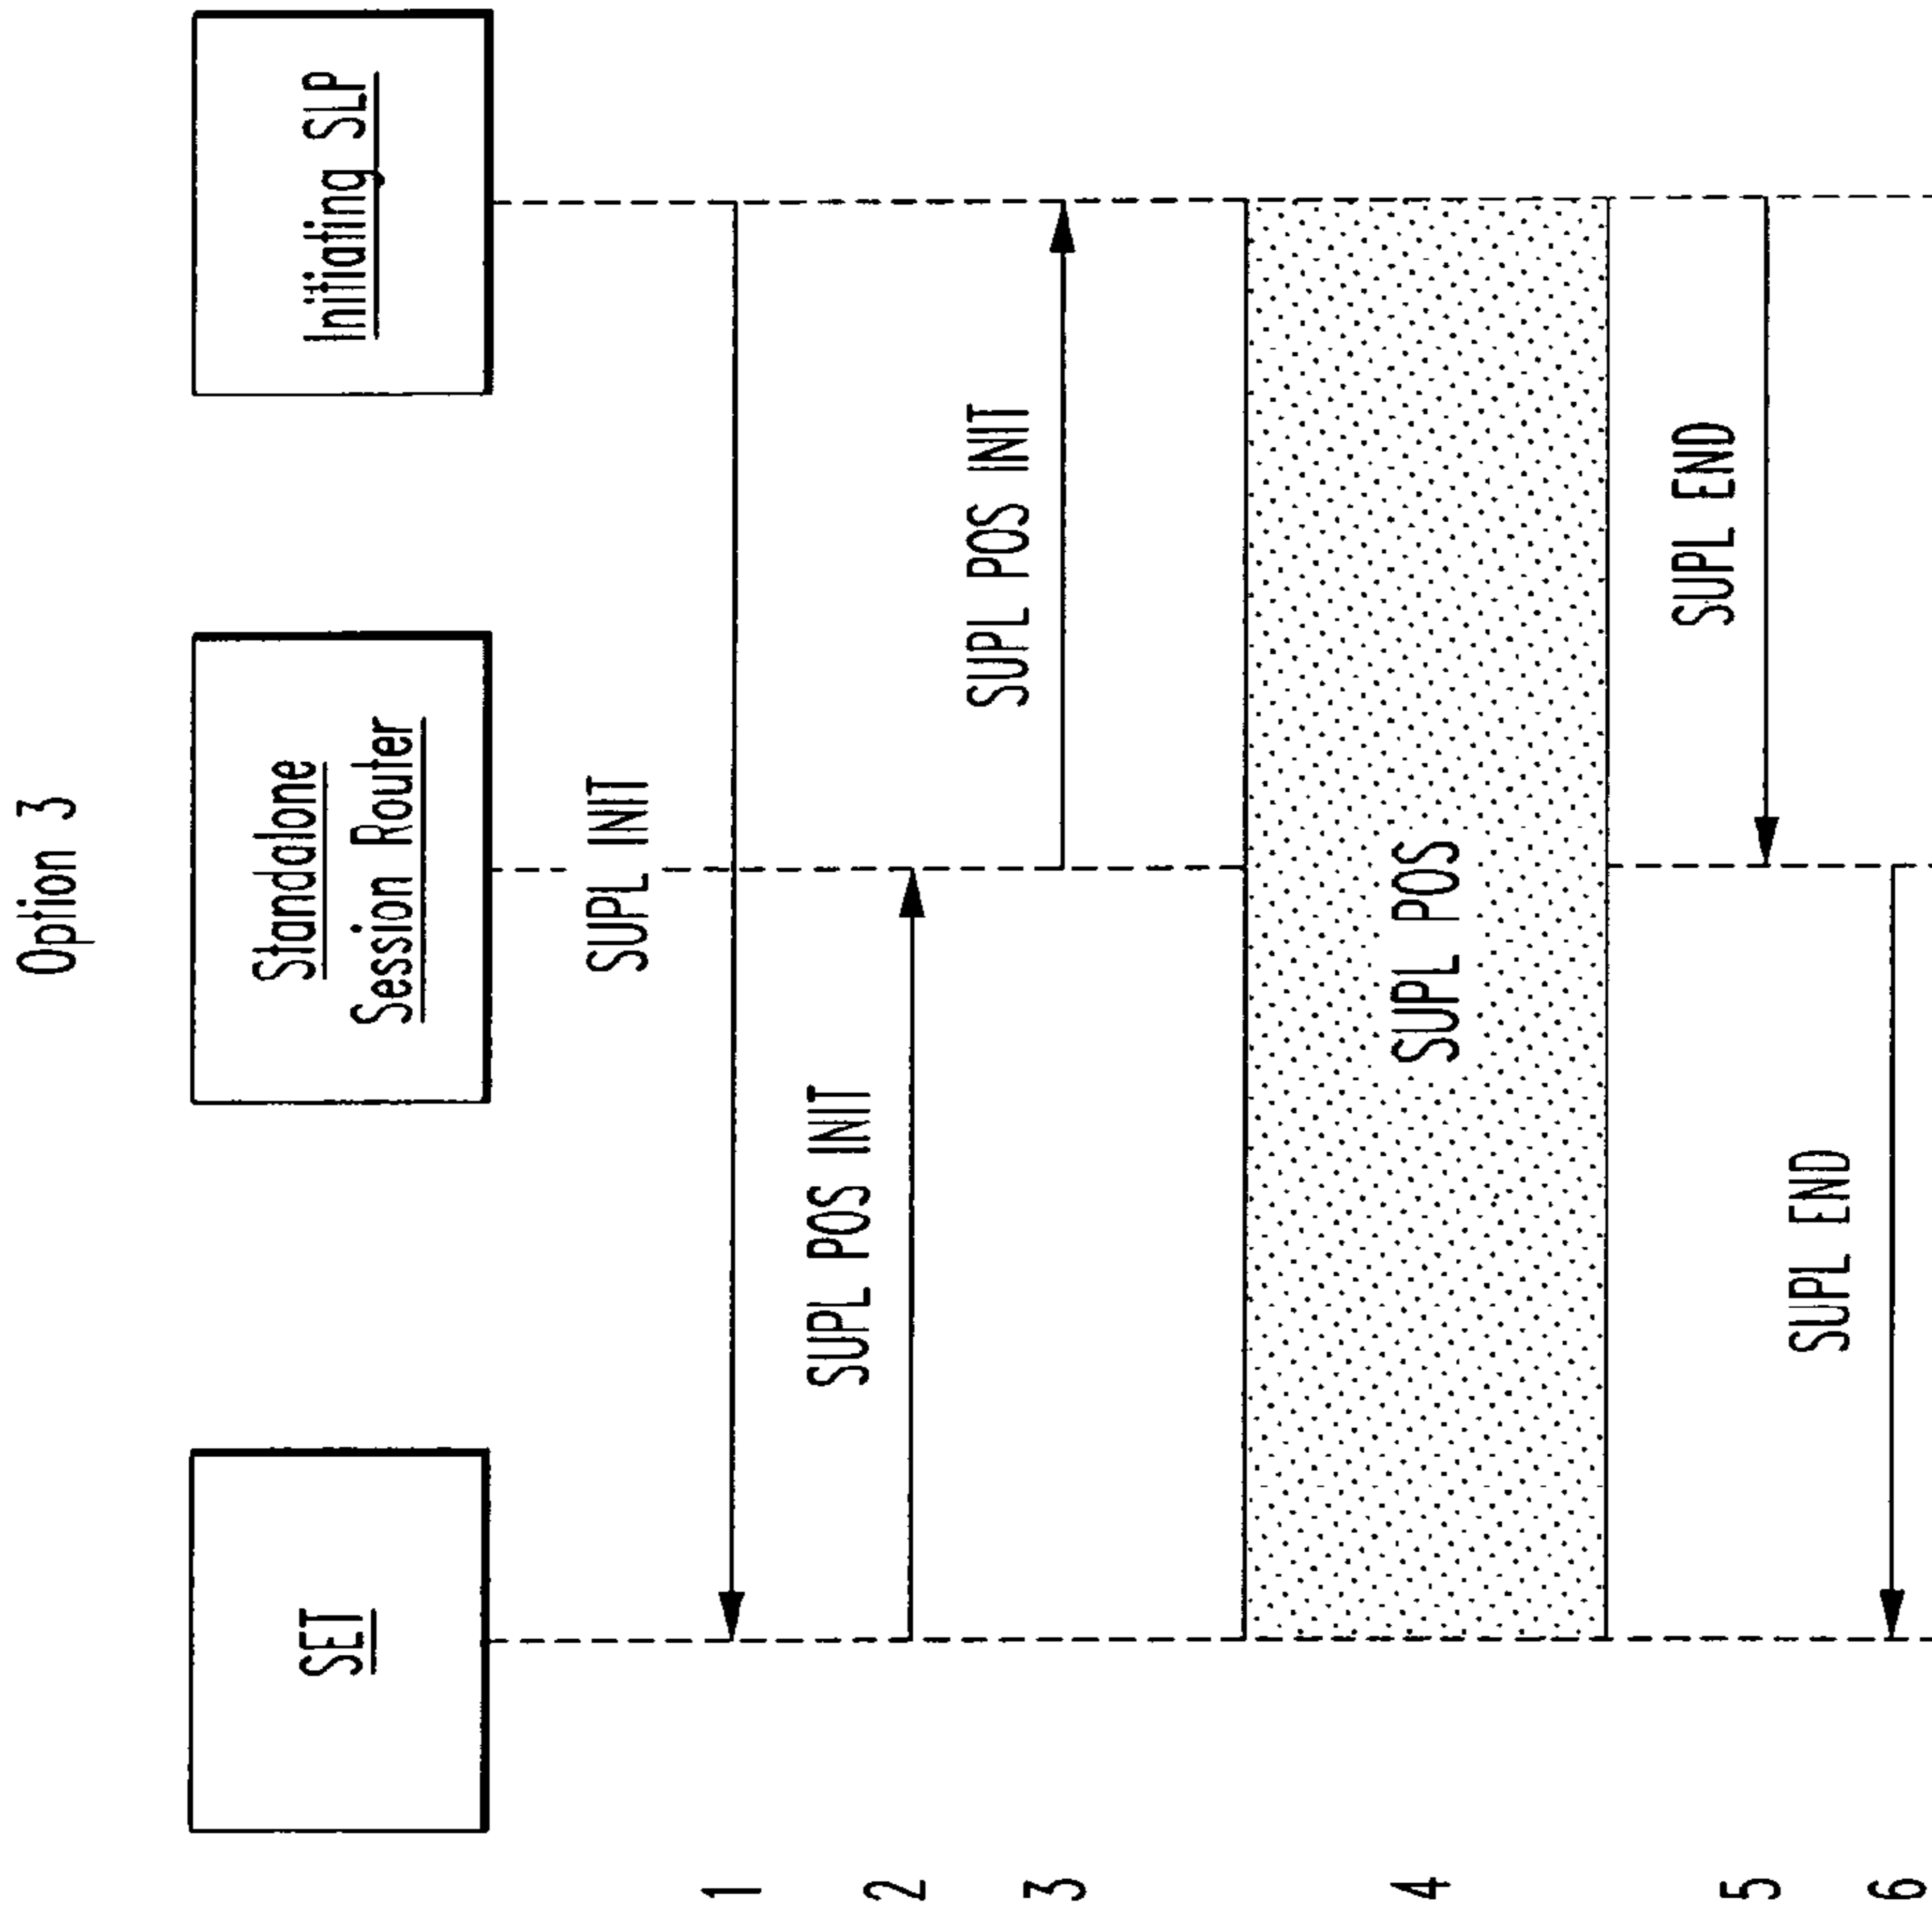 Option 3
SET
Standalone
Session Router
Initiating SLP
SUPL INIT
1
SUPL POS INIT
2
SUPL POS INIT
3
SUPL POS
4
SUPL END
5
SUPL END
6